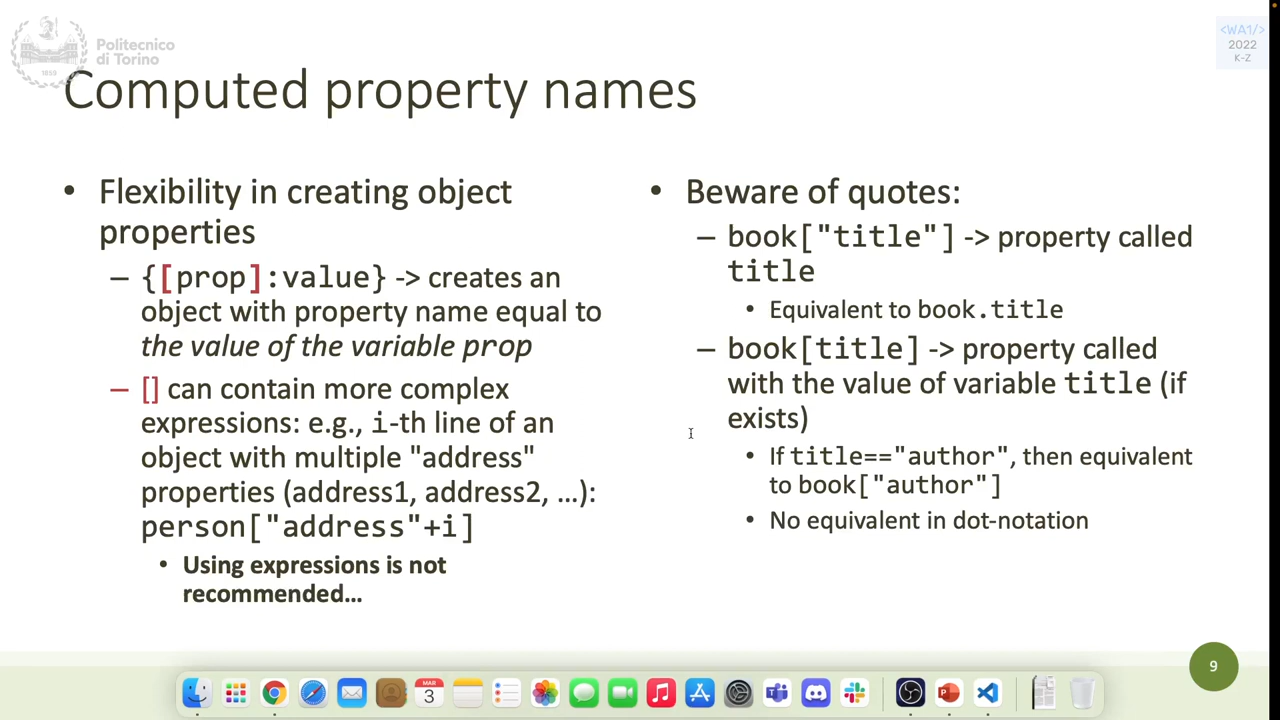 Politecnico
di Torino
1859
<WA1/>
2022
K-Z
Computed property names
• Flexibility in creating object
properties
– {[prop]:value} -> creates an
object with property name equal to
the value of the variable prop
– [] can contain more complex
expressions: e.g., i-th line of an
object with multiple "address"
properties (address1, address2, …):
person["address"+i]
• Using expressions is not
recommended…
• Beware of quotes:
– book["title"] -> property called
title
• Equivalent to book.title
– book[title] -> property called
with the value of variable title (if
exists)
• If title=="author", then equivalent
to book["author"]
• No equivalent in dot-notation
9
MAR
3